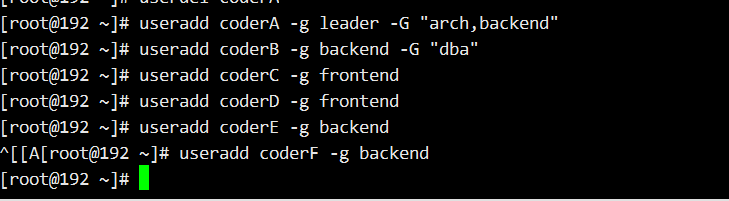 [root@192 ~]# useradd coderA -g leader -G "arch,backend"
[root@192 ~]# useradd coderB -g backend -G "dba"
[root@192 ~]# useradd coderC -g frontend
[root@192 ~]# useradd coderD -g frontend
[root@192 ~]# useradd coderE -g backend
^[[A[root@192 ~]# useradd coderF -g backend
[root@192 ~]#